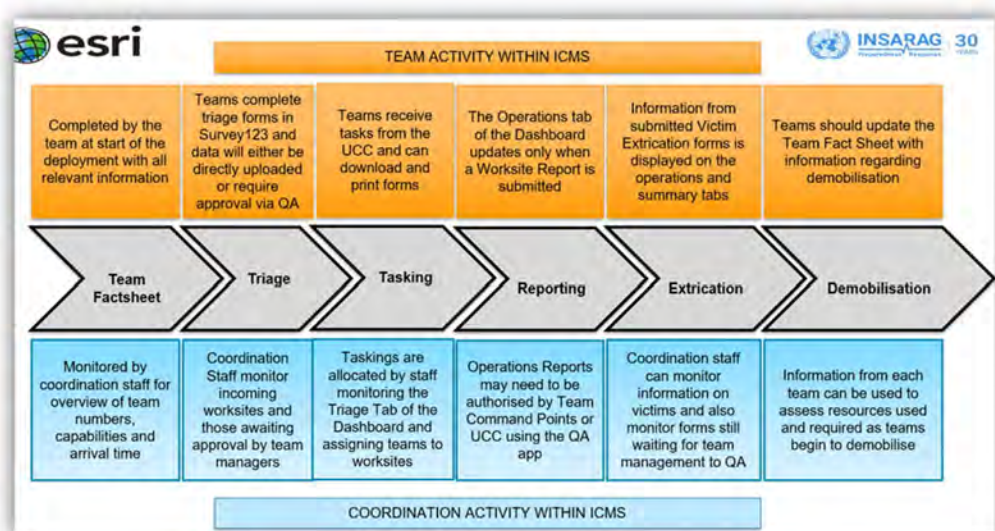 esri
TEAM ACTIVITY WITHIN ICMS
INSARAG
Preparedness Response
30
YEARS
Completed by the
team at start of the
deployment with all
relevant information
Teams complete
triage forms in
Survey123 and
data will either be
directly uploaded
or require
approval via QA
Teams receive
tasks from the
UCC and can
download and
print forms
The Operations tab
of the Dashboard
updates only when
a Worksite Report is
submitted
Information from
submitted Victim
Extrication forms is
displayed on the
operations and
summary tabs
Teams should update the
Team Fact Sheet with
information regarding
demobilisation
Team
Factsheet
Triage
Tasking
Reporting
Extrication
Demobilisation
Monitored by
coordination staff for
overview of team
numbers,
capabilities and
arrival time
Coordination
Staff monitor
incoming
worksites and
those awaiting
approval by team
managers
Taskings are
allocated by staff
monitoring the
Triage Tab of the
Dashboard and
assigning teams to
worksites
Operations Reports
may need to be
authorised by Team
Command Points or
UCC using the QA
app
Coordination staff
can monitor
information on
victims and also
monitor forms still
waiting for team
management to QA
Information from each
team can be used to
assess resources used
and required as teams
begin to demobilise
COORDINATION ACTIVITY WITHIN ICMS